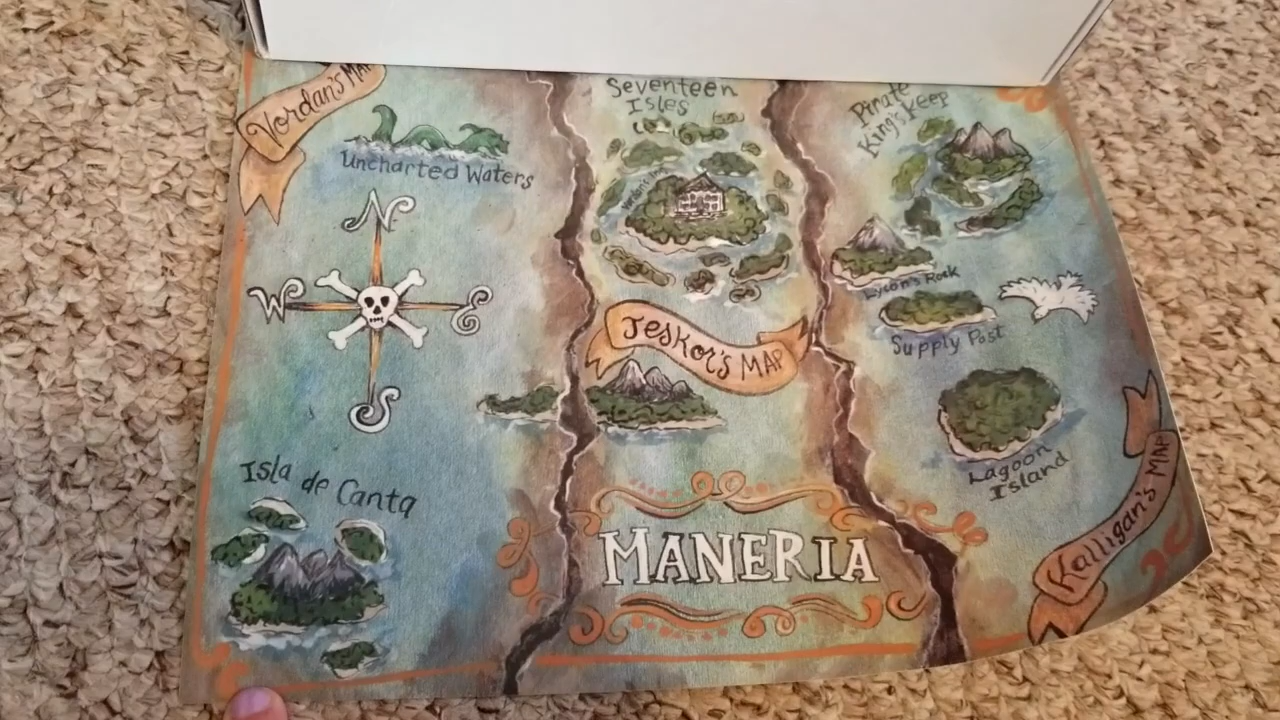 Vordan's MAP
Uncharted Waters
N
W
E
S
Isla de Canta
Seventeen
Isles
Jeskor's MAP
MANERIA
Pirate
King's Keep
Lycon's Rock
Supply Post
Lagoon
Island
Kalligan's MAP